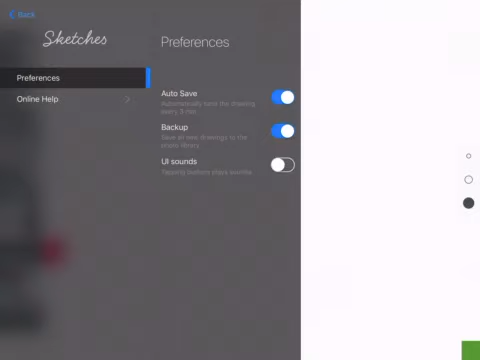 Back
Sketches
Preferences
Preferences
Online Help
Auto Save
Automatically save the drawing
every 5 min
Backup
Save all new drawings to the
photo library
UI sounds
Tapping buttons plays sounds